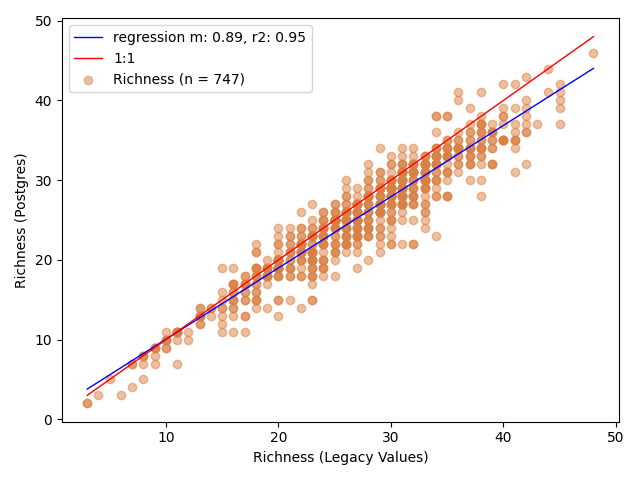 regression m: 0.89, r2: 0.95
1:1
Richness (n = 747)
50
40
30
20
10
0
Richness (Postgres)
10 20 30 40 50
Richness (Legacy Values)